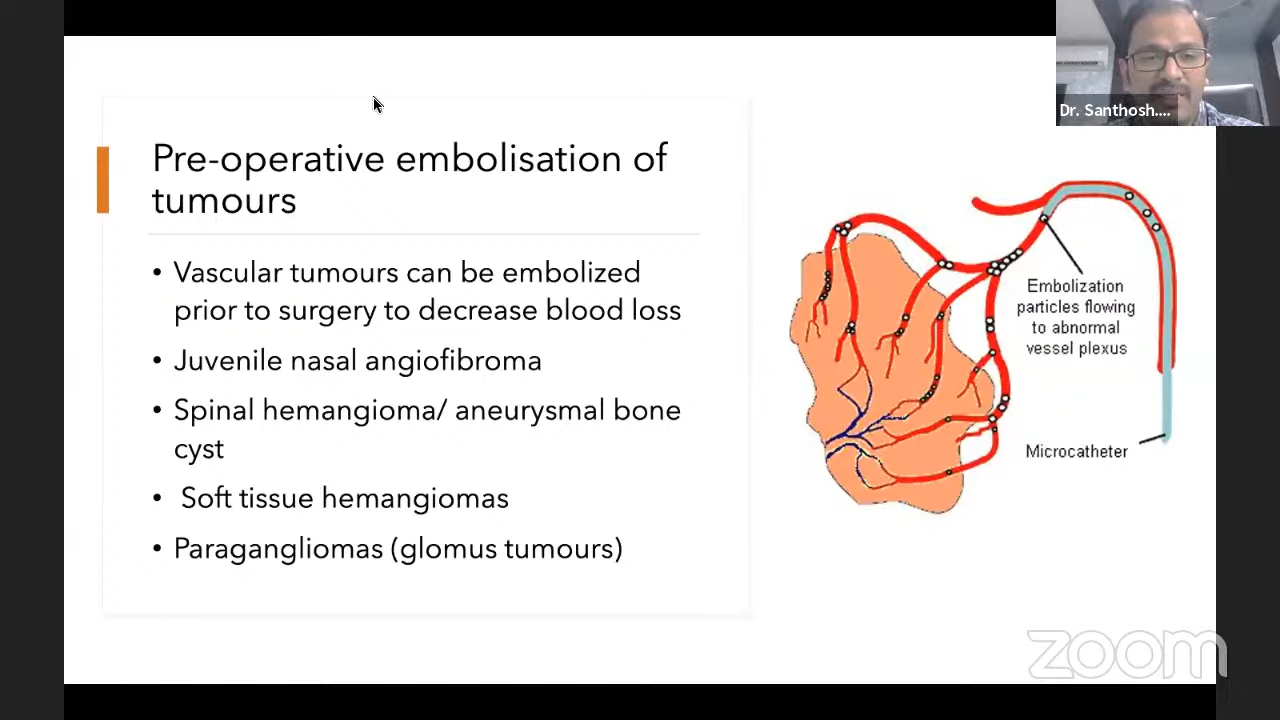 Dr. Santhosh....
Pre-operative embolisation of
tumours
• Vascular tumours can be embolized
prior to surgery to decrease blood loss
• Juvenile nasal angiofibroma
• Spinal hemangioma/ aneurysmal bone
cyst
• Soft tissue hemangiomas
• Paragangliomas (glomus tumours)
Embolization
particles flowing
to abnormal
vessel plexus
Microcatheter
zoom